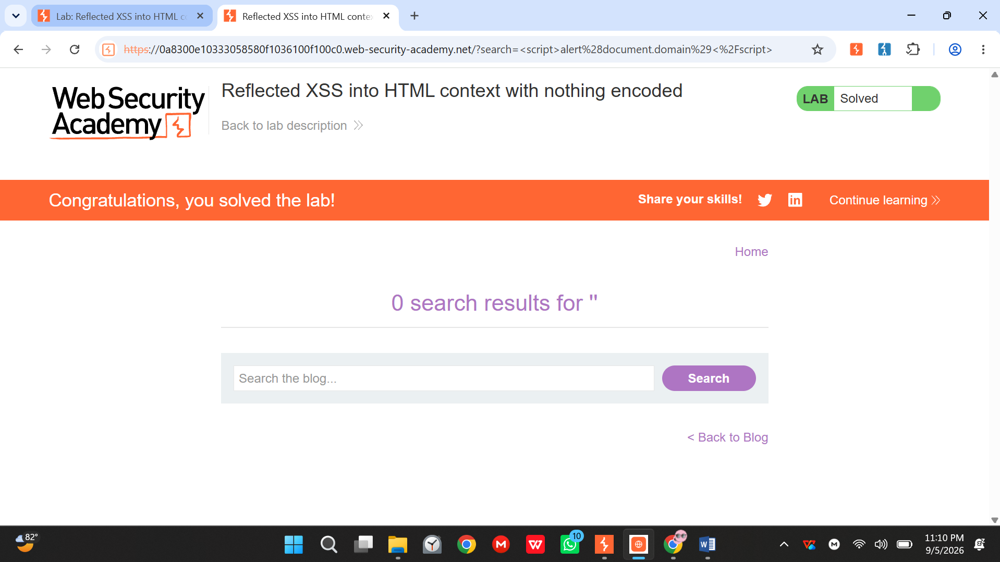 Lab: Reflected XSS into HTML c
Reflected XSS into HTML conte
https://0a8300e10333058580f1036100f100c0.web-security-academy.net/?search=<script>alert%28document.domain%29<%2Fscript>
Web Security
Academy
Reflected XSS into HTML context with nothing encoded
Back to lab description
LAB Solved
Congratulations, you solved the lab!
Share your skills!
in
Continue learning
Home
0 search results for "
Search the blog...
Search
< Back to Blog
82°
M
W
10
W
M
11:10 PM
9/5/2026